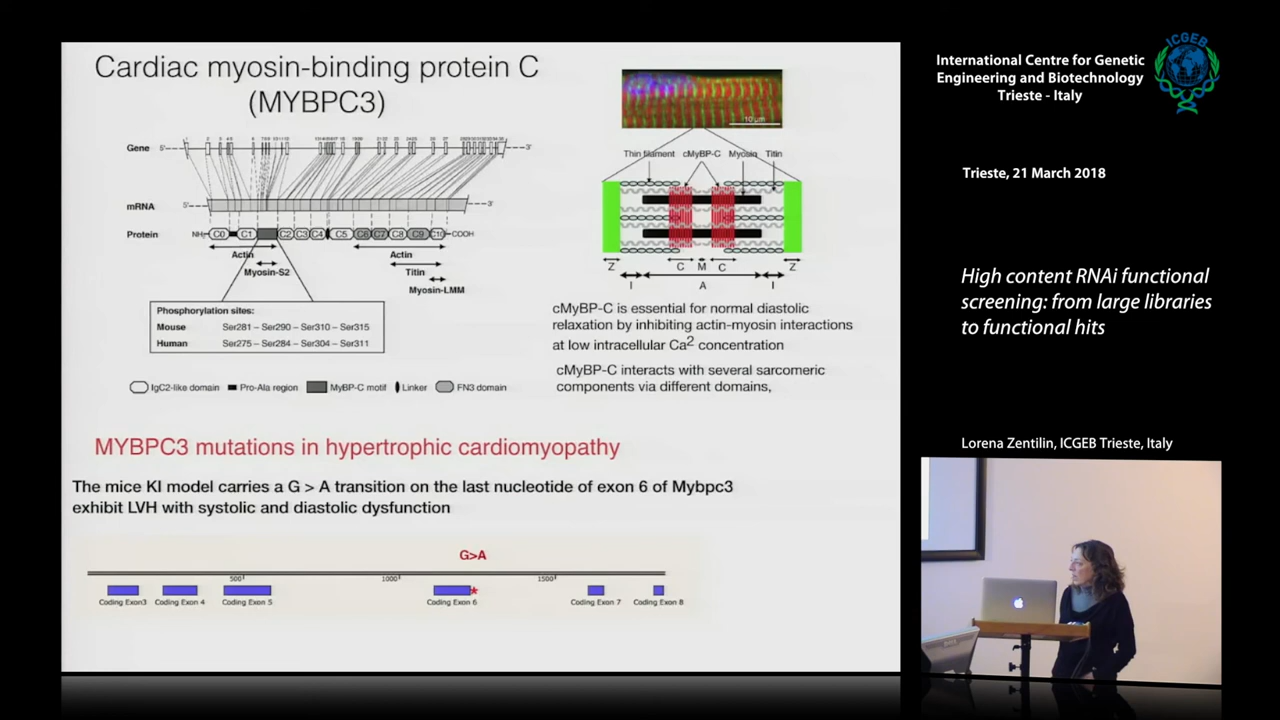 Cardiac myosin-binding protein C
(MYBPC3)
Gene 5'- -3'
mRNA 5'- -3'
Protein NH2 C0 C1 C2 C3 C4 C5 C6 C7 C8 C9 C10 COOH
Actin Actin
Myosin-S2 Titin
Myosin-LMM
Phosphorylation sites:
Mouse Ser281 – Ser290 – Ser310 – Ser315
Human Ser275 – Ser284 – Ser304 – Ser311
IgC2-like domain Pro-Ala region MyBP-C motif Linker FN3 domain
10 µm
Thin filament cMyBP-C Myosin Titin
Z C M C Z
I A I
cMyBP-C is essential for normal diastolic
relaxation by inhibiting actin-myosin interactions
at low intracellular Ca2 concentration
cMyBP-C interacts with several sarcomeric
components via different domains,
MYBPC3 mutations in hypertrophic cardiomyopathy
The mice KI model carries a G > A transition on the last nucleotide of exon 6 of Mybpc3
exhibit LVH with systolic and diastolic dysfunction
G>A
500 1000 1500
*
Coding Exon3 Coding Exon 4 Coding Exon 5 Coding Exon 6 Coding Exon 7 Coding Exon 8
International Centre for Genetic
Engineering and Biotechnology
Trieste - Italy
ICGEB
Trieste, 21 March 2018
High content RNAi functional
screening: from large libraries
to functional hits
Lorena Zentilin, ICGEB Trieste, Italy